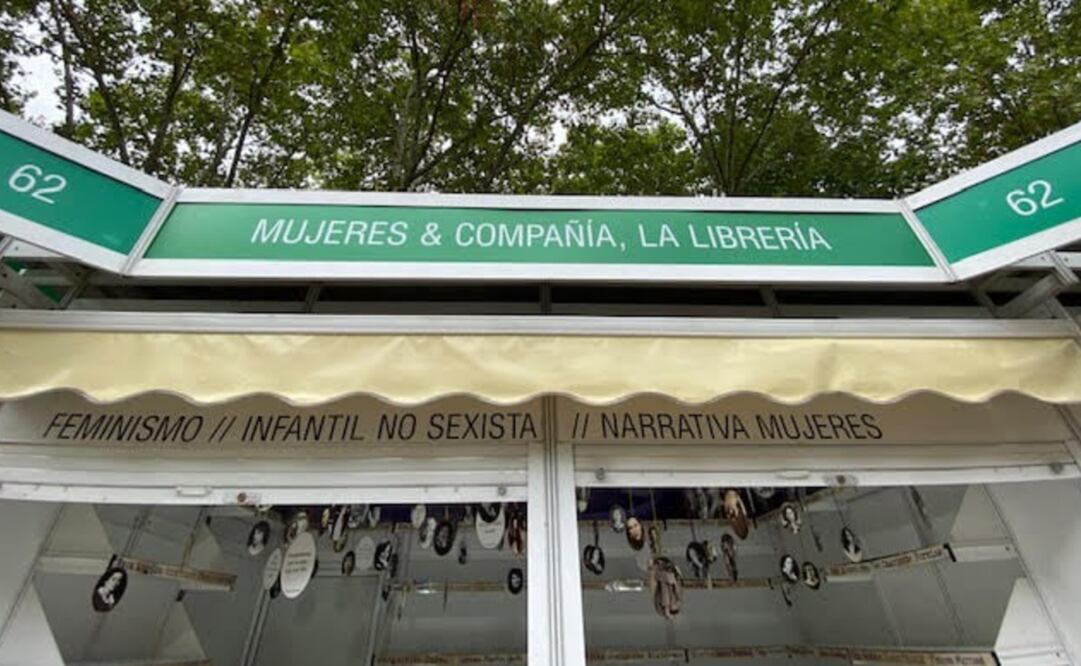 62
MUJERES & COMPAÑÍA, LA LIBRERÍA
62
FEMINISMO // INFANTIL NO SEXISTA // NARRATIVA MUJERES